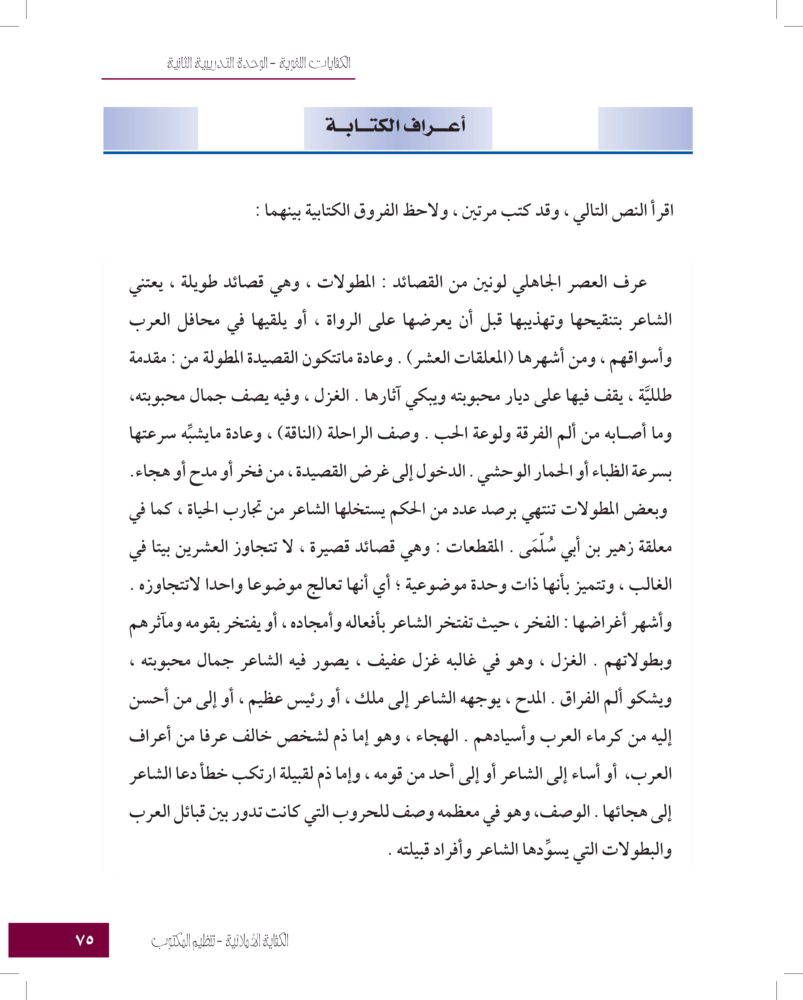 الكفايات اللغوية - الوحدة التدريبية الثانية
أعـــراف الكتـــابـــة
اقرأ النص التالي ، وقد كتب مرتين ، ولاحظ الفروق الكتابية بينهما :
عرف العصر الجاهلي لونين من القصائد : المطولات ، وهي قصائد طويلة ، يعتني
الشاعر بتنقيحها وتهذيبها قبل أن يعرضها على الرواة ، أو يلقيها في محافل العرب
وأسواقهم ، ومن أشهرها (المعلقات العشر) . وعادة ماتتكون القصيدة المطولة من : مقدمة
طلليَّة ، يقف فيها على ديار محبوبته ويبكي آثارها . الغزل ، وفيه يصف جمال محبوبته،
وما أصــابه من ألم الفرقة ولوعة الحب . وصف الراحلة (الناقة) ، وعادة مايشبِّه سرعتها
بسرعة الظباء أو الحمار الوحشي . الدخول إلى غرض القصيدة ، من فخر أو مدح أو هجاء.
وبعض المطولات تنتهي برصد عدد من الحكم يستخلها الشاعر من تجارب الحياة ، كما في
معلقة زهير بن أبي سُلّمَى . المقطعات : وهي قصائد قصيرة ، لا تتجاوز العشرين بيتا في
الغالب ، وتتميز بأنها ذات وحدة موضوعية ؛ أي أنها تعالج موضوعا واحدا لاتتجاوزه .
وأشهر أغراضها : الفخر ، حيث تفتخر الشاعر بأفعاله وأمجاده ، أو يفتخر بقومه ومآثرهم
وبطولاتهم . الغزل ، وهو في غالبه غزل عفيف ، يصور فيه الشاعر جمال محبوبته ،
ويشكو ألم الفراق . المدح ، يوجهه الشاعر إلى ملك ، أو رئيس عظيم ، أو إلى من أحسن
إليه من كرماء العرب وأسيادهم . الهجاء ، وهو إما ذم لشخص خالف عرفا من أعراف
العرب، أو أساء إلى الشاعر أو إلى أحد من قومه ، وإما ذم لقبيلة ارتكب خطأ دعا الشاعر
إلى هجائها . الوصف، وهو في معظمه وصف للحروب التي كانت تدور بين قبائل العرب
والبطولات التي يسوِّدها الشاعر وأفراد قبيلته .
الكفاية الإملائية - تنظيم المكتوب
٧٥